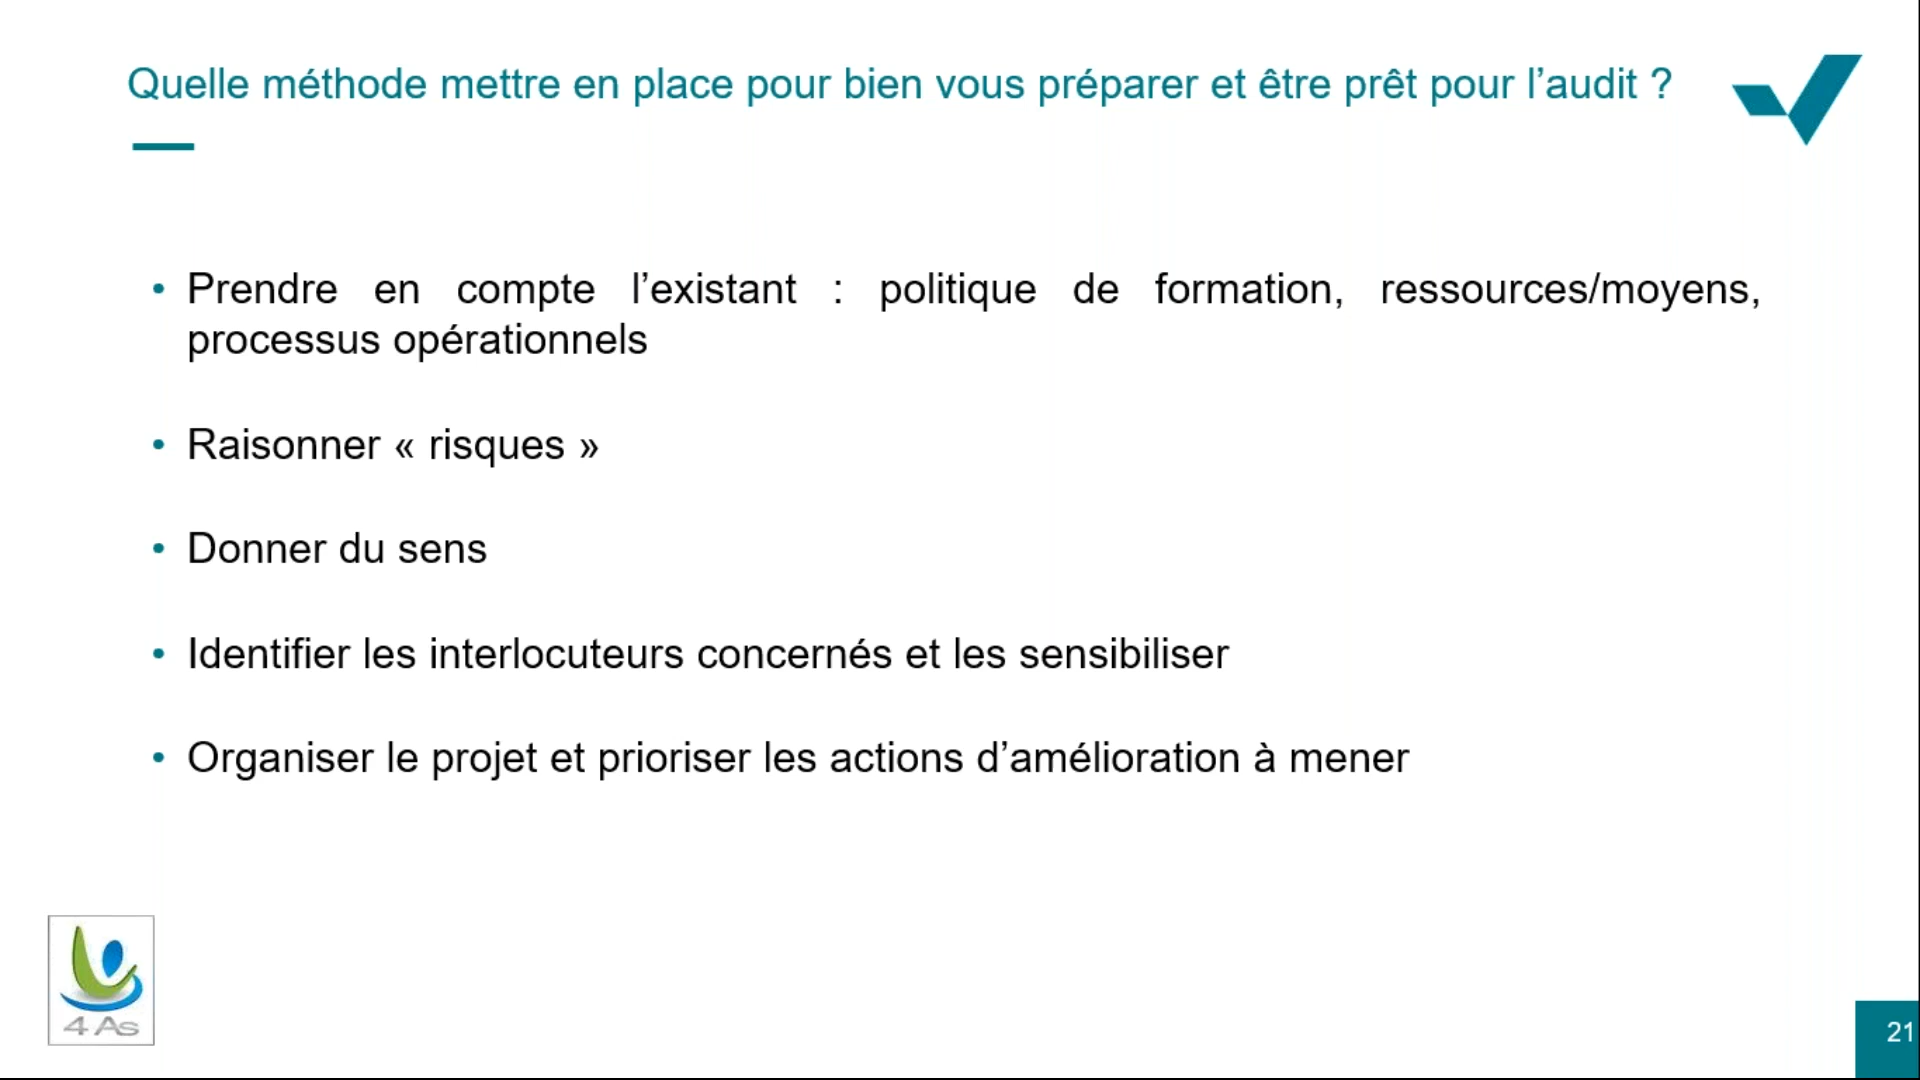 Quelle méthode mettre en place pour bien vous préparer et être prêt pour l’audit ?
• Prendre en compte l’existant : politique de formation, ressources/moyens,
processus opérationnels
• Raisonner « risques »
• Donner du sens
• Identifier les interlocuteurs concernés et les sensibiliser
• Organiser le projet et prioriser les actions d’amélioration à mener
4 As
21